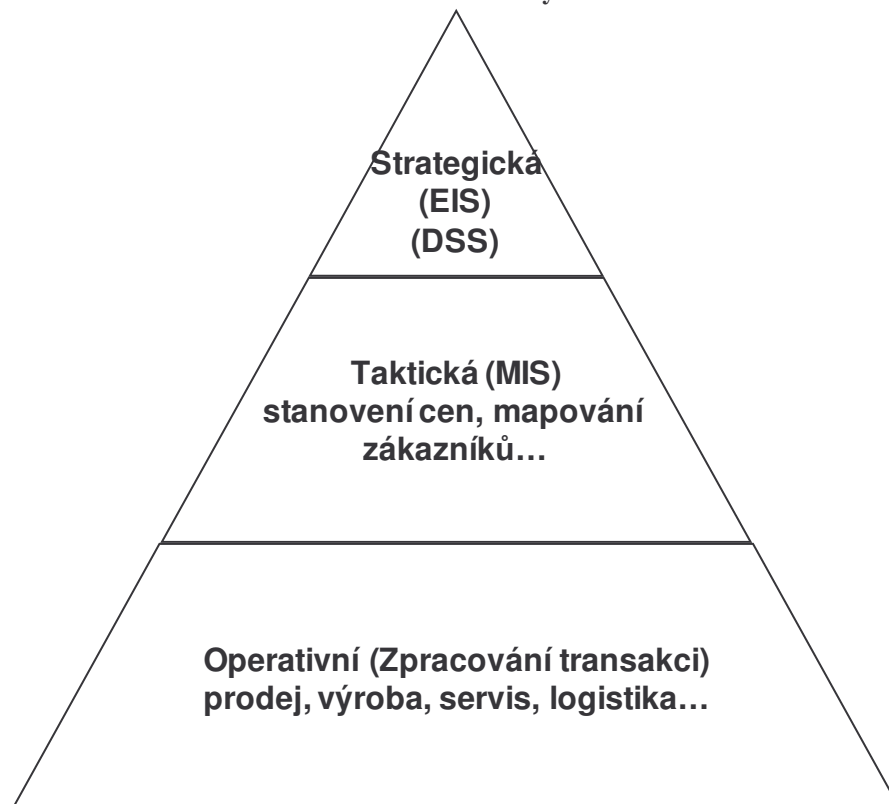 Strategická
(EIS)
(DSS)
Taktická (MIS)
stanovení cen, mapování
zákazníků…
Operativní (Zpracování transakci)
prodej, výroba, servis, logistika…